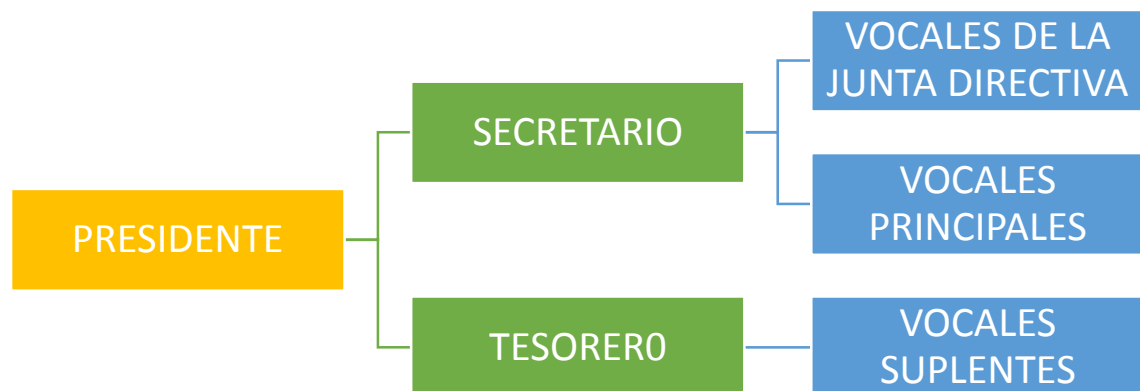 PRESIDENTE
SECRETARIO
TESORER0
VOCALES DE LA
JUNTA DIRECTIVA
VOCALES
PRINCIPALES
VOCALES
SUPLENTES